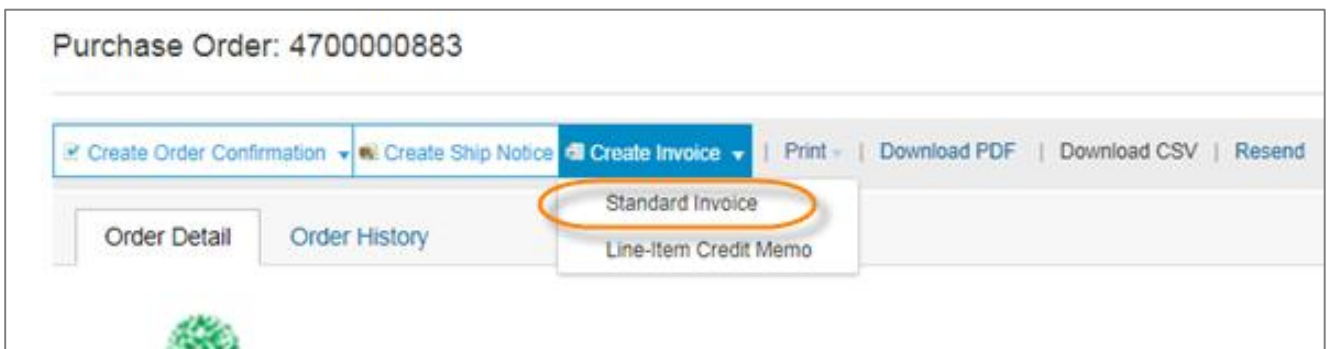 Purchase Order: 4700000883
Create Order Confirmation Create Ship Notice Create Invoice | Print | Download PDF | Download CSV | Resend
Standard Invoice
Order Detail Order History
Line-Item Credit Memo